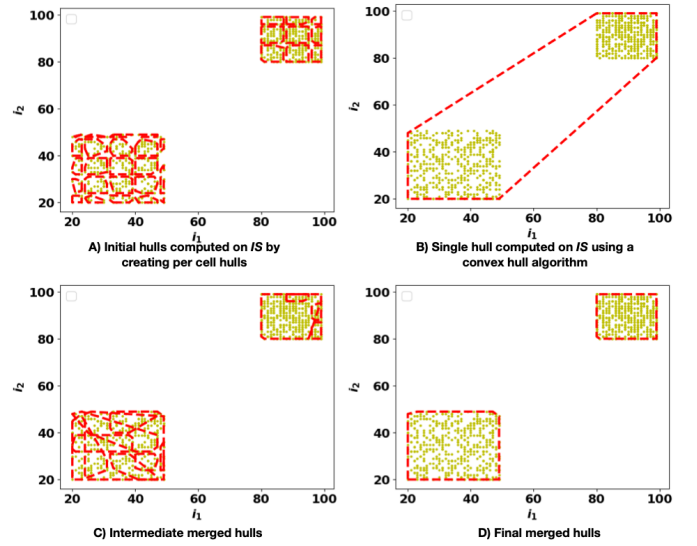 100
80
60
40
20
i₂
20 40 60 80 100
i₁
A) Initial hulls computed on IS by
creating per cell hulls
100
80
60
40
20
i₂
20 40 60 80 100
i₁
B) Single hull computed on IS using a
convex hull algorithm
100
80
60
40
20
i₂
20 40 60 80 100
i₁
C) Intermediate merged hulls
100
80
60
40
20
i₂
20 40 60 80 100
i₁
D) Final merged hulls